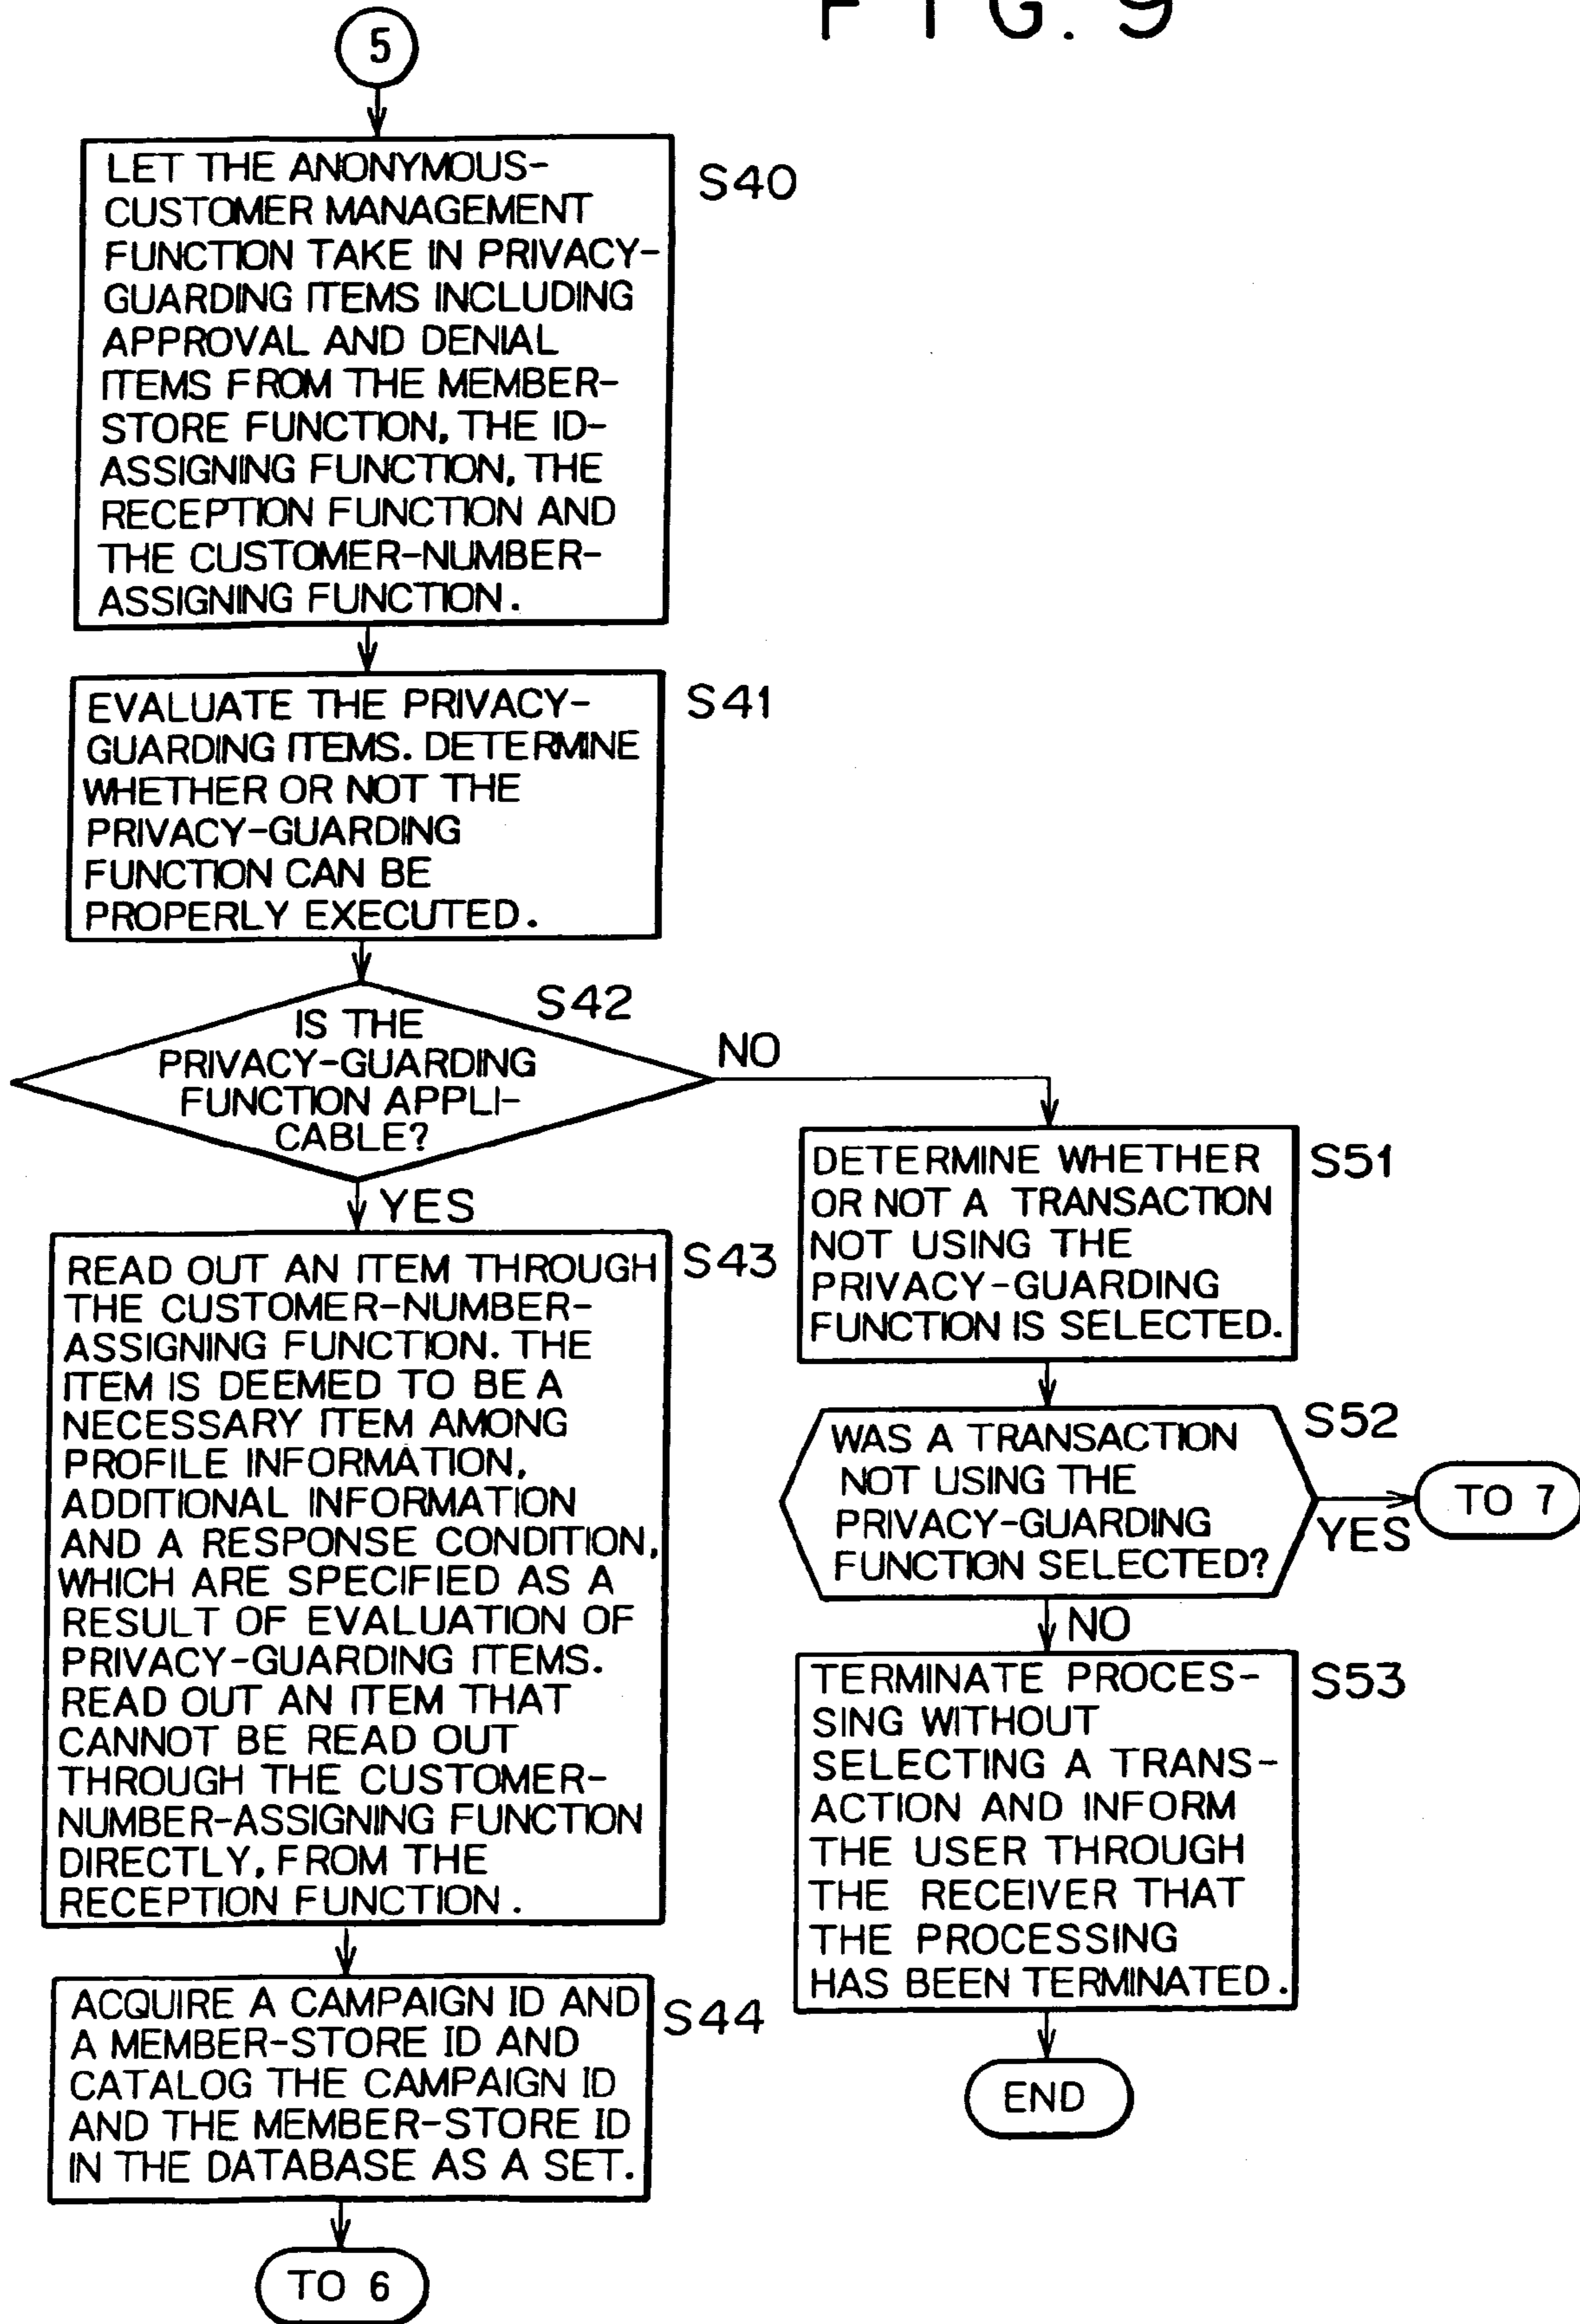 FIG. 9
5
LET THE ANONYMOUS-
CUSTOMER MANAGEMENT
FUNCTION TAKE IN PRIVACY-
GUARDING ITEMS INCLUDING
APPROVAL AND DENIAL
ITEMS FROM THE MEMBER-
STORE FUNCTION, THE ID-
ASSIGNING FUNCTION, THE
RECEPTION FUNCTION AND
THE CUSTOMER-NUMBER-
ASSIGNING FUNCTION.
S40
EVALUATE THE PRIVACY-
GUARDING ITEMS. DETERMINE
WHETHER OR NOT THE
PRIVACY-GUARDING
FUNCTION CAN BE
PROPERLY EXECUTED.
S41
S42
IS THE
PRIVACY-GUARDING
FUNCTION APPLI-
CABLE?
NO
YES
READ OUT AN ITEM THROUGH
THE CUSTOMER-NUMBER-
ASSIGNING FUNCTION. THE
ITEM IS DEEMED TO BE A
NECESSARY ITEM AMONG
PROFILE INFORMATION,
ADDITIONAL INFORMATION
AND A RESPONSE CONDITION,
WHICH ARE SPECIFIED AS A
RESULT OF EVALUATION OF
PRIVACY-GUARDING ITEMS.
READ OUT AN ITEM THAT
CANNOT BE READ OUT
THROUGH THE CUSTOMER-
NUMBER-ASSIGNING FUNCTION
DIRECTLY, FROM THE
RECEPTION FUNCTION.
S43
ACQUIRE A CAMPAIGN ID AND
A MEMBER-STORE ID AND
CATALOG THE CAMPAIGN ID
AND THE MEMBER-STORE ID
IN THE DATABASE AS A SET.
S44
TO 6
DETERMINE WHETHER
OR NOT A TRANSACTION
NOT USING THE
PRIVACY-GUARDING
FUNCTION IS SELECTED.
S51
WAS A TRANSACTION
NOT USING THE
PRIVACY-GUARDING
FUNCTION SELECTED?
S52
YES
TO 7
NO
TERMINATE PROCES-
SING WITHOUT
SELECTING A TRANS-
ACTION AND INFORM
THE USER THROUGH
THE RECEIVER THAT
THE PROCESSING
HAS BEEN TERMINATED.
S53
END